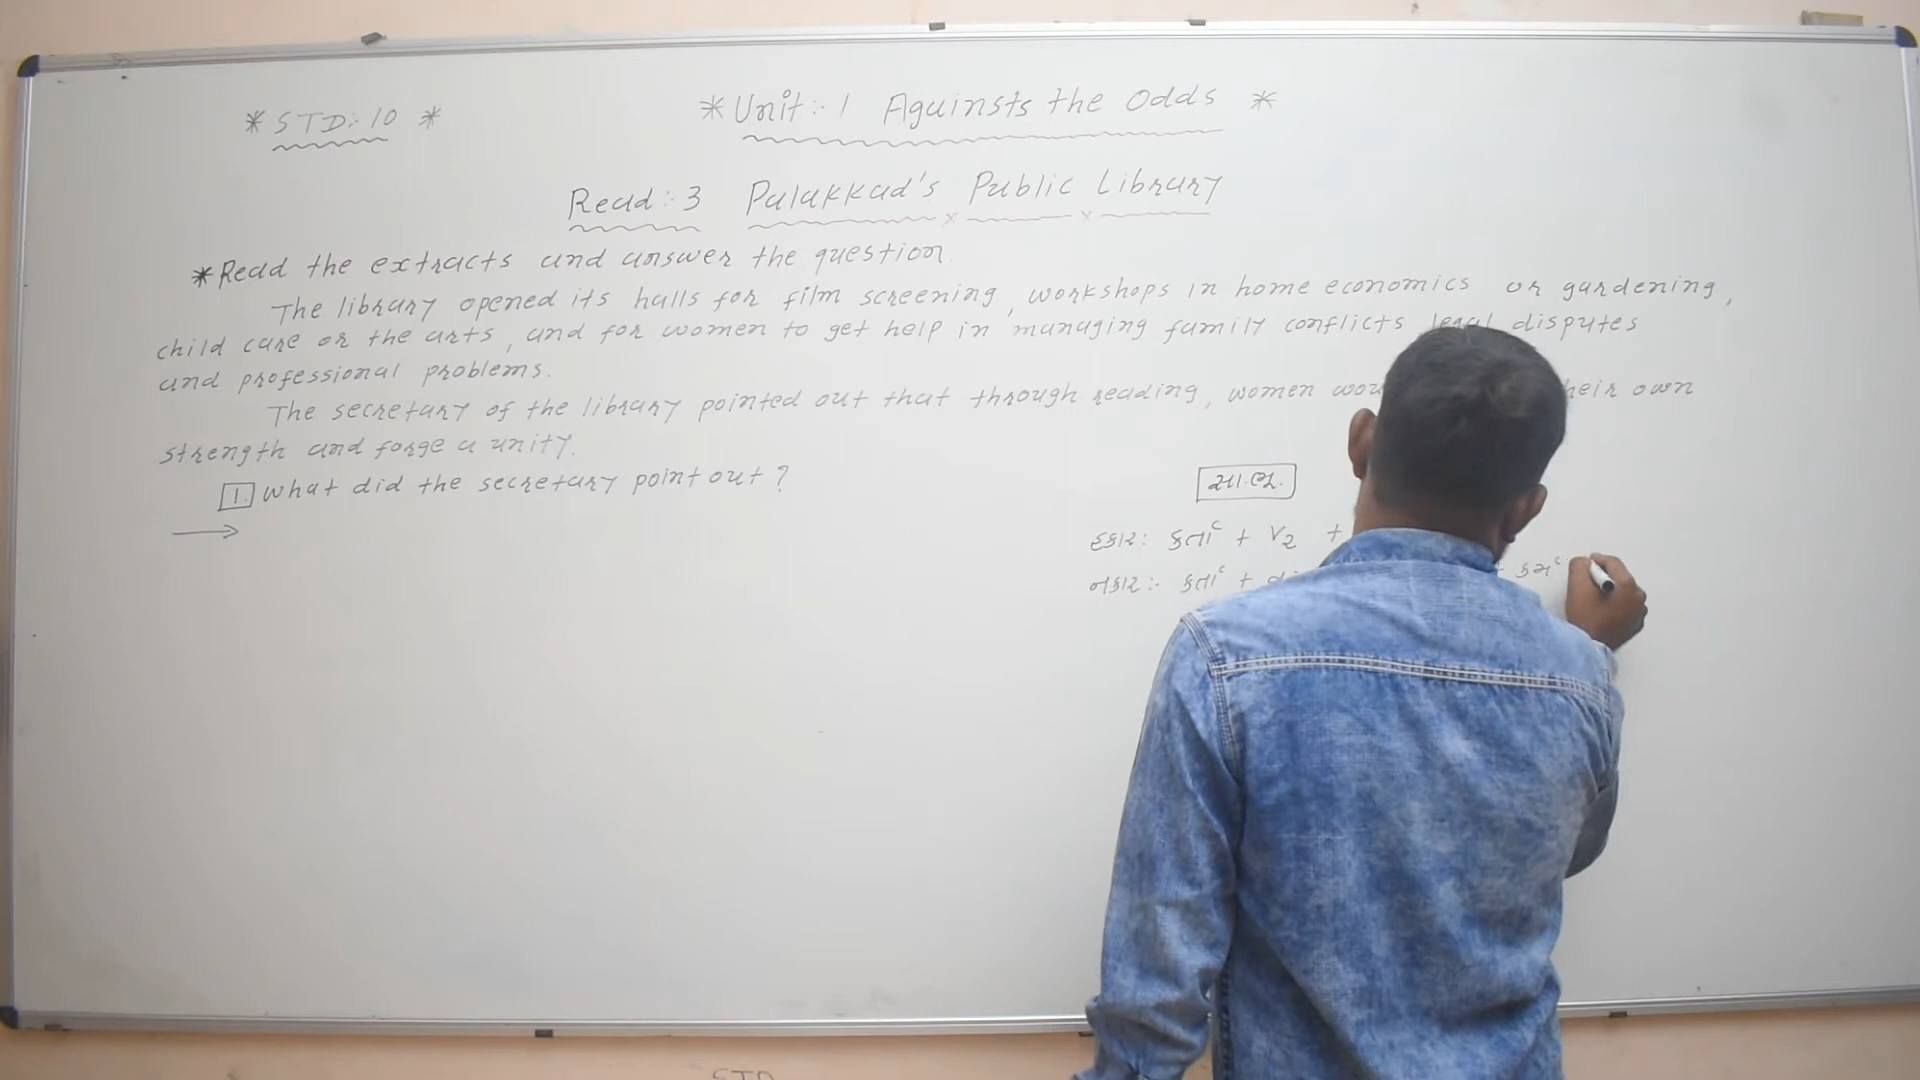 * STD:- 10 *
* Unit:- 1 Againsts the Odds *
Read:- 3 Palakkad's Public Library
* Read the extracts and answer the question.
The library opened its halls for film screening, workshops in home economics or gardening,
child care or the arts, and for women to get help in managing family conflicts legal disputes
and professional problems.
The secretary of the library pointed out that through reading, women heir own
strength and forge a unity.
1. What did the secretary point out ?
→
સા.ભૂ.
હકાર: કર્તા + V2 +
નકાર:- કર્તા + + કર્મ